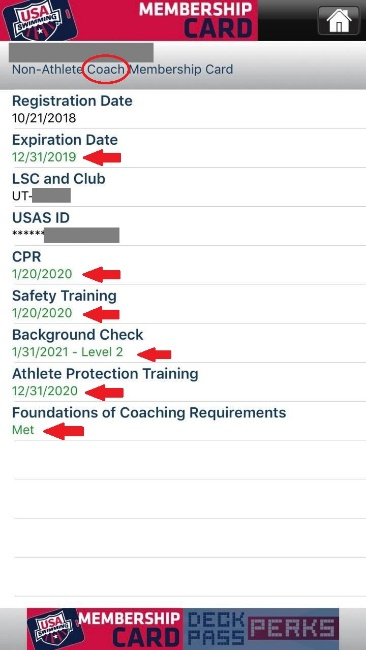 USA
SWIMMING
MEMBERSHIP
CARD
Non-Athlete Coach Membership Card
Registration Date
10/21/2018
Expiration Date
12/31/2019
LSC and Club
UT-
USAS ID
******
CPR
1/20/2020
Safety Training
1/20/2020
Background Check
1/31/2021 - Level 2
Athlete Protection Training
12/31/2020
Foundations of Coaching Requirements
Met
USA
SWIMMING
MEMBERSHIP
CARD
DECK
PASS
PERKS